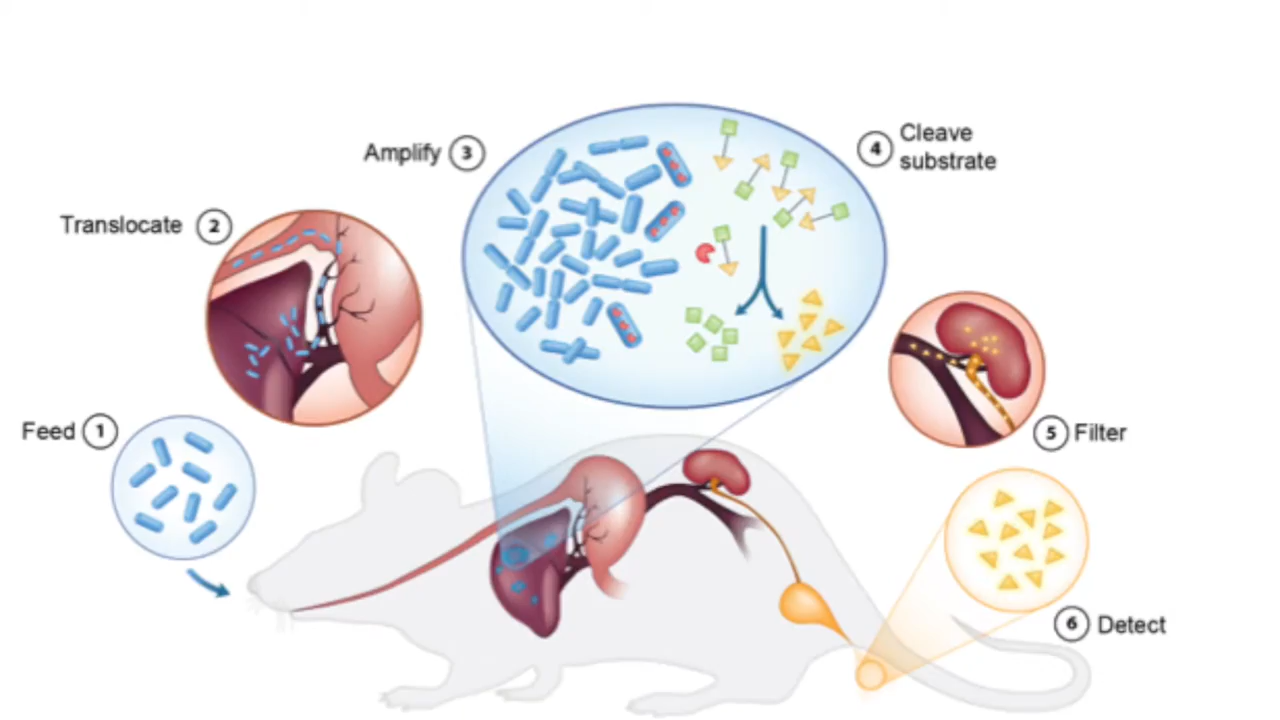 Feed 1
Translocate 2
Amplify 3
4 Cleave
substrate
5 Filter
6 Detect